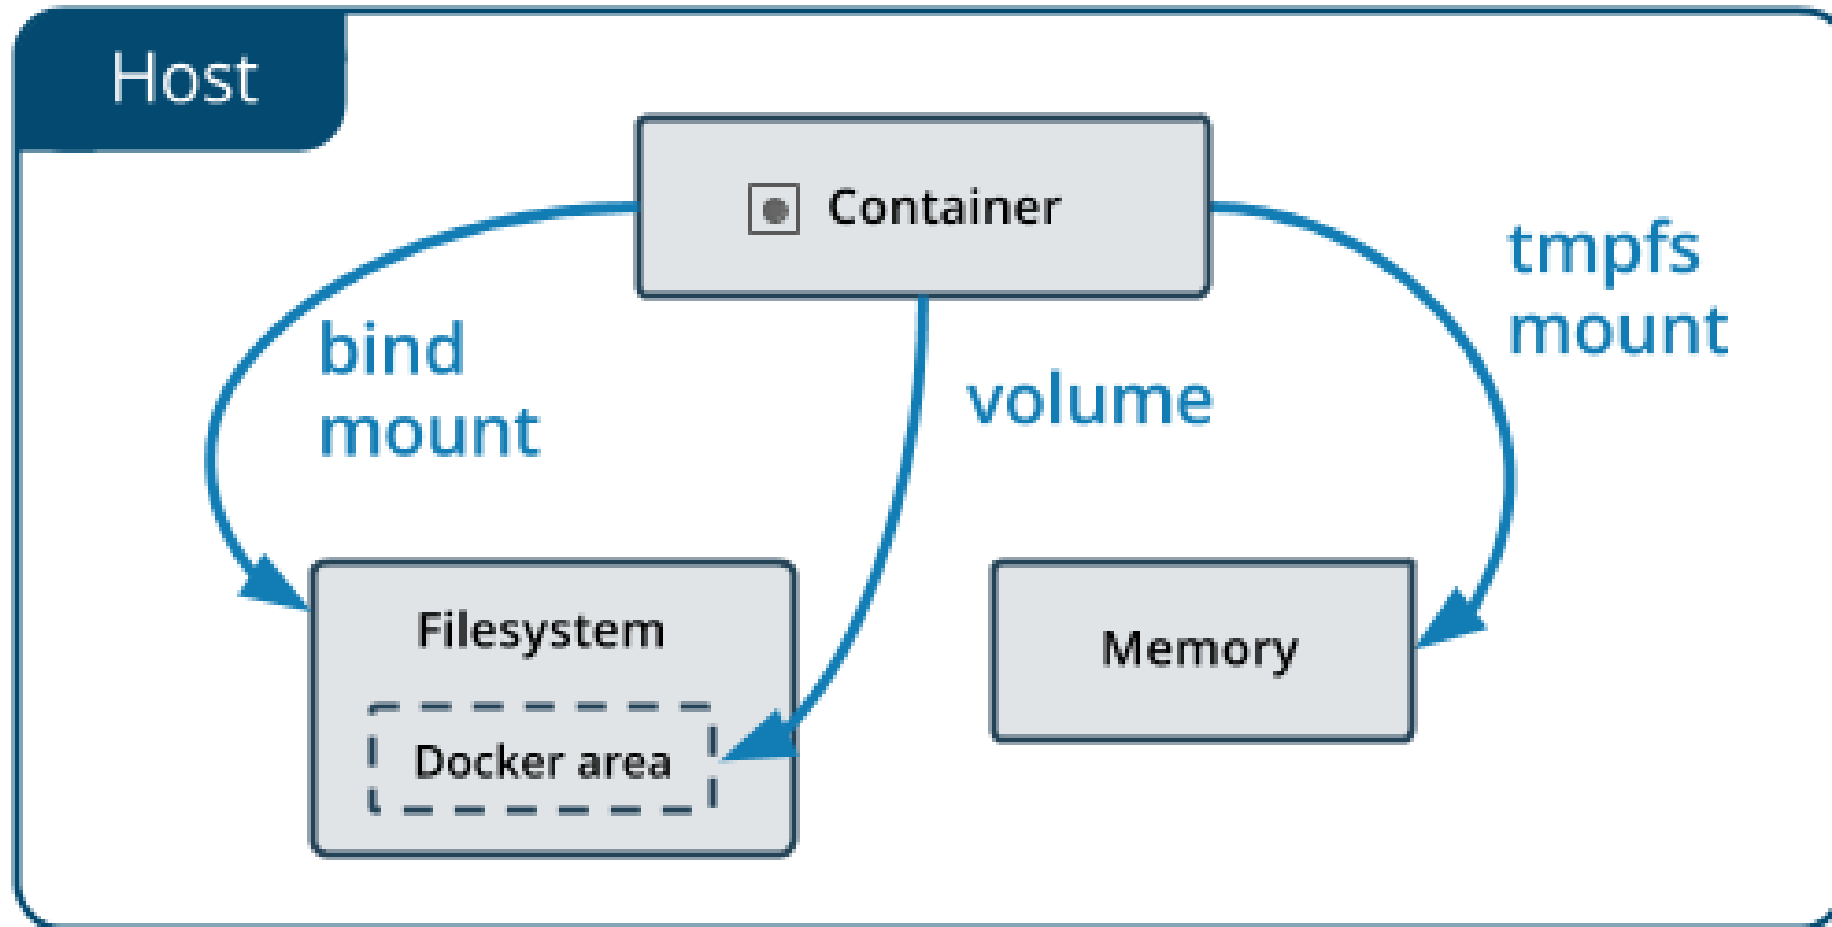 Host
Container
bind
mount
volume
tmpfs
mount
Filesystem
Docker area
Memory